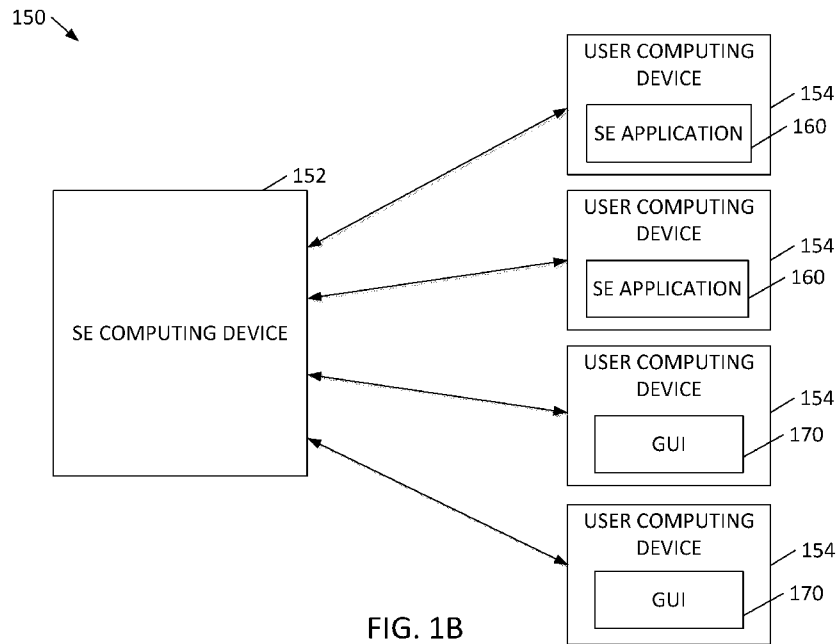 150
USER COMPUTING
DEVICE
154
SE APPLICATION
160
152
SE COMPUTING DEVICE
USER COMPUTING
DEVICE
154
SE APPLICATION
160
USER COMPUTING
DEVICE
154
GUI
170
USER COMPUTING
DEVICE
154
GUI
170
FIG. 1B